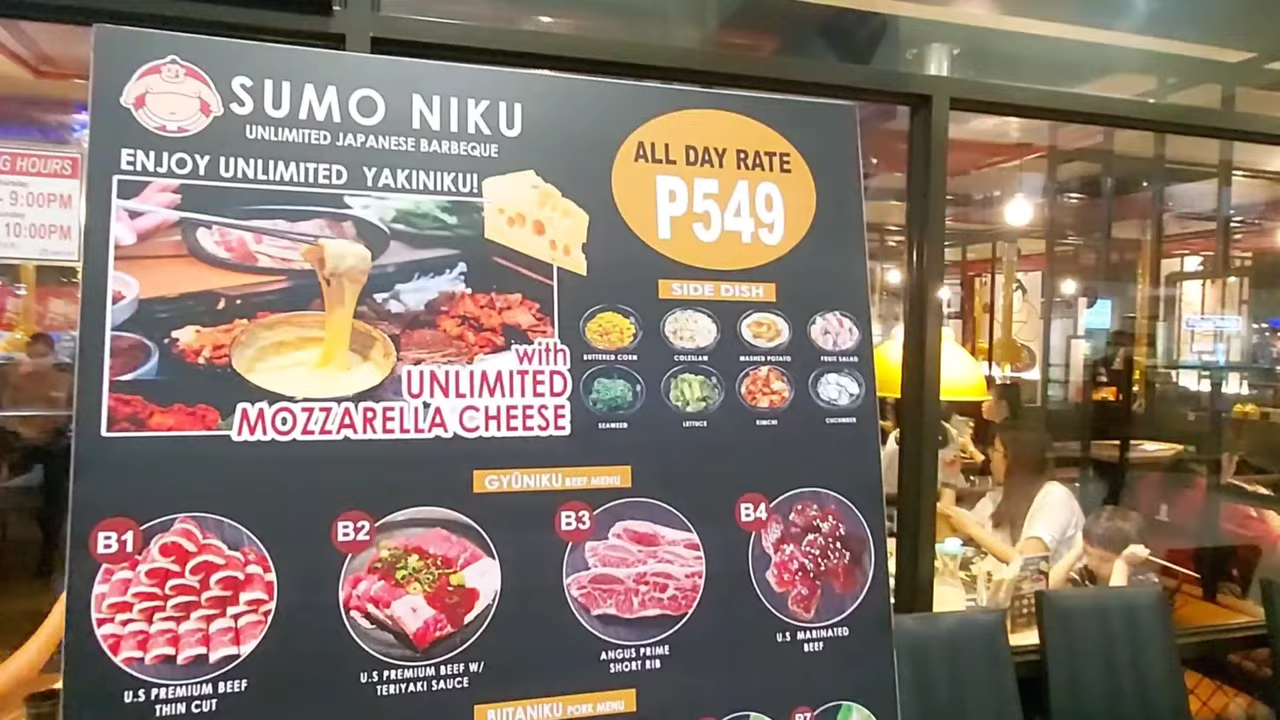 SUMO NIKU
UNLIMITED JAPANESE BARBEQUE
ENJOY UNLIMITED YAKINIKU!
with
UNLIMITED
MOZZARELLA CHEESE
ALL DAY RATE
P549
SIDE DISH
BUTTERED CORN
COLESLAW
MASHED POTATO
FRUIT SALAD
SEAWEED
LETTUCE
KIMCHI
CUCUMBER
GYŪNIKU BEEF MENU
B1
U.S PREMIUM BEEF
THIN CUT
B2
U.S PREMIUM BEEF W/
TERIYAKI SAUCE
B3
ANGUS PRIME
SHORT RIB
B4
U.S MARINATED
BEEF
BUTANIKU PORK MENU
P7
G HOURS
- 9:00PM
10:00PM